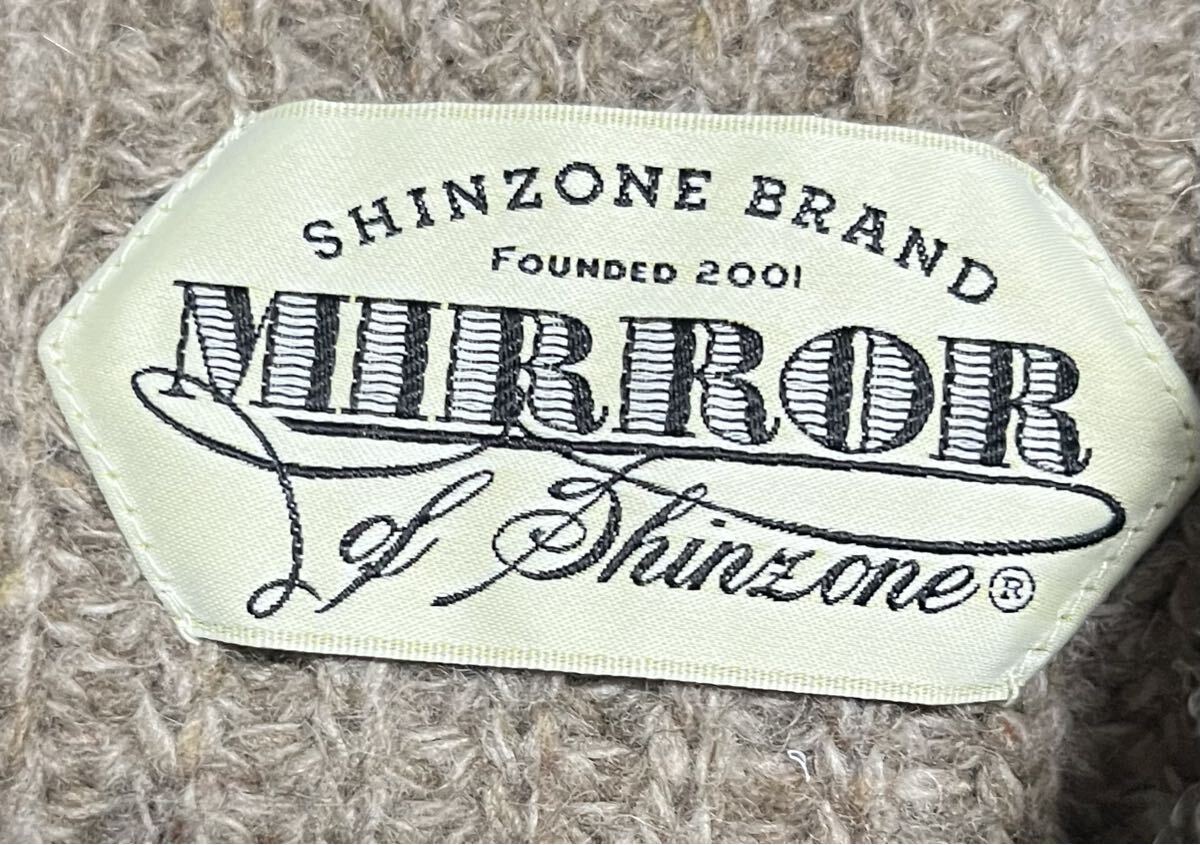 SHINZONE BRAND
FOUNDED 2001
MIRROR
of Shinzone®